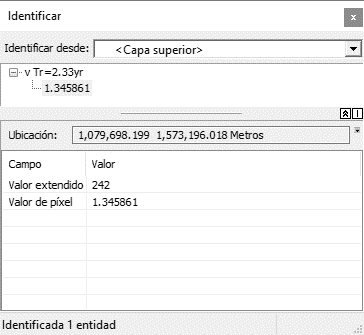 Identificar
x
Identificar desde: <Capa superior>
v Tr=2.33yr
1.345861
Ubicación: 1,079,698.199 1,573,196.018 Metros
Campo Valor
Valor extendido 242
Valor de píxel 1.345861
Identificada 1 entidad